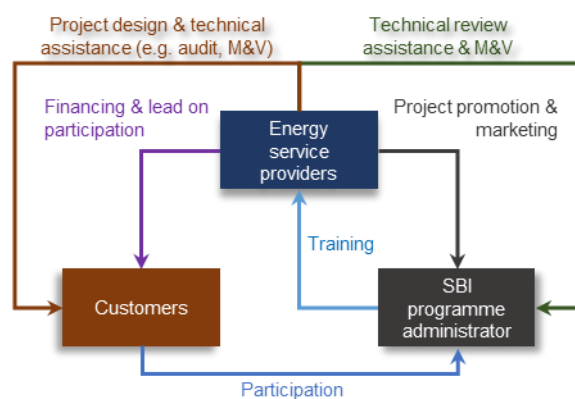 Project design & technical
assistance (e.g. audit, M&V)
Technical review
assistance & M&V
Financing & lead on
participation
Energy
service
providers
Project promotion &
marketing
Training
Customers
SBI
programme
administrator
Participation